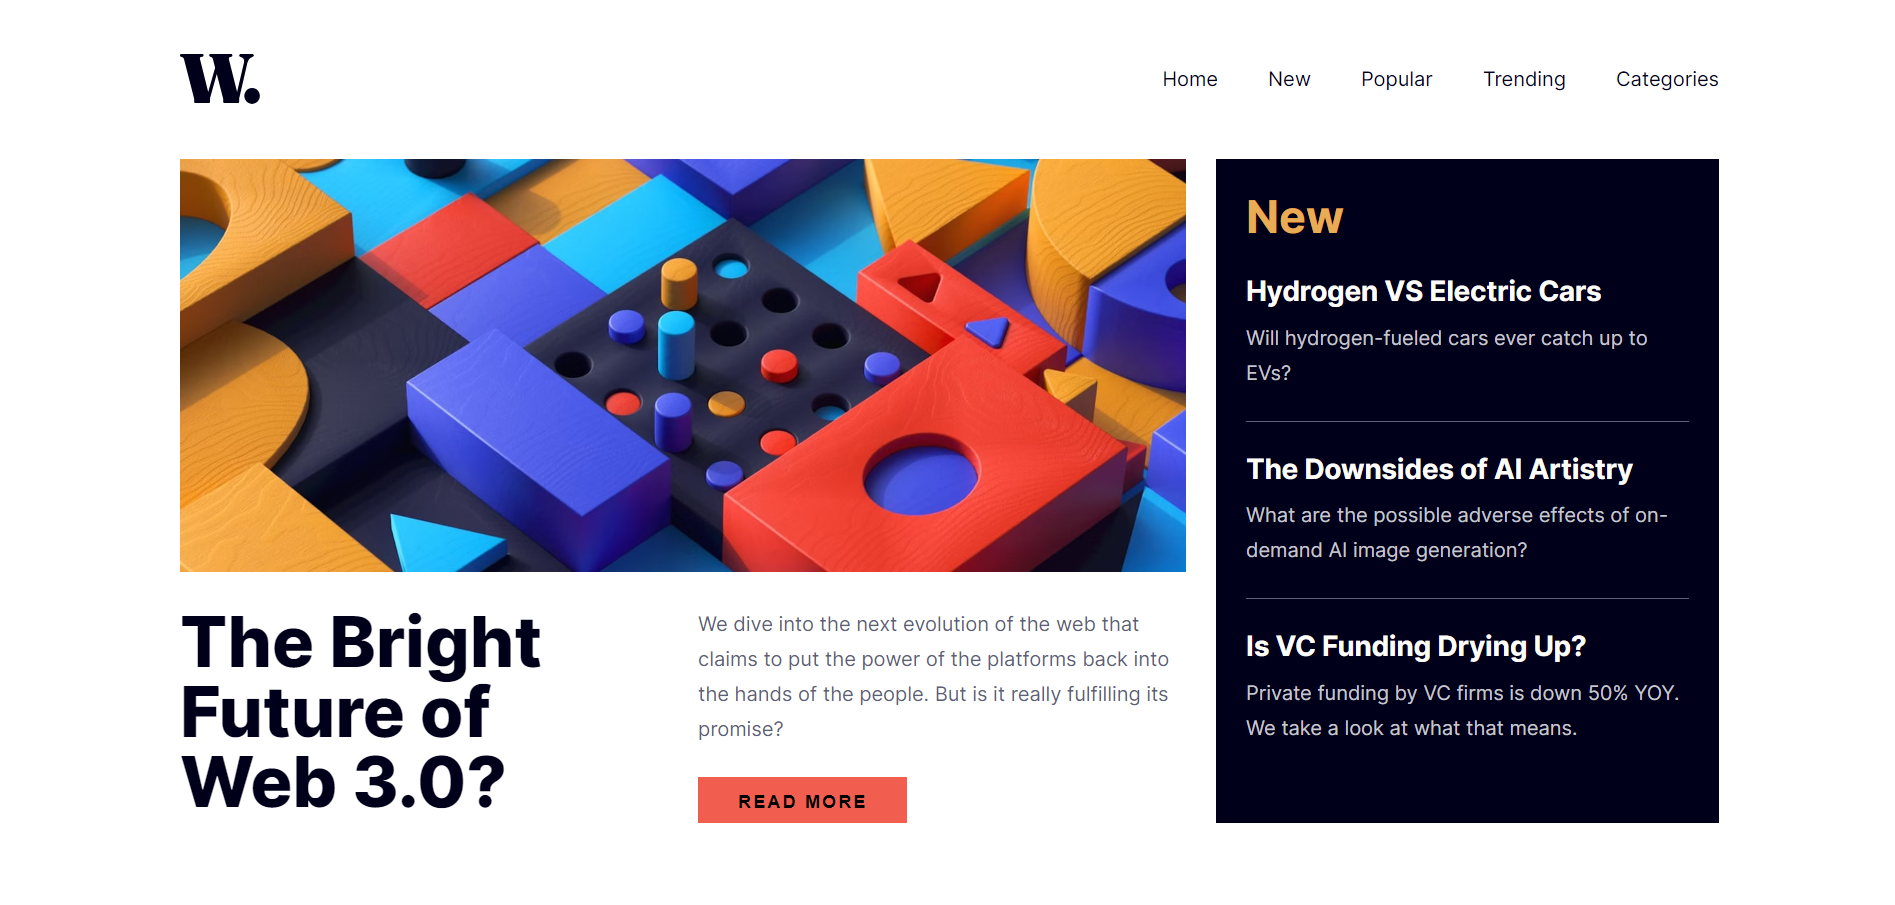 W.
Home New Popular Trending Categories
The Bright
Future of
Web 3.0?
We dive into the next evolution of the web that
claims to put the power of the platforms back into
the hands of the people. But is it really fulfilling its
promise?
READ MORE
New
Hydrogen VS Electric Cars
Will hydrogen-fueled cars ever catch up to
EVs?
The Downsides of AI Artistry
What are the possible adverse effects of on-
demand AI image generation?
Is VC Funding Drying Up?
Private funding by VC firms is down 50% YOY.
We take a look at what that means.